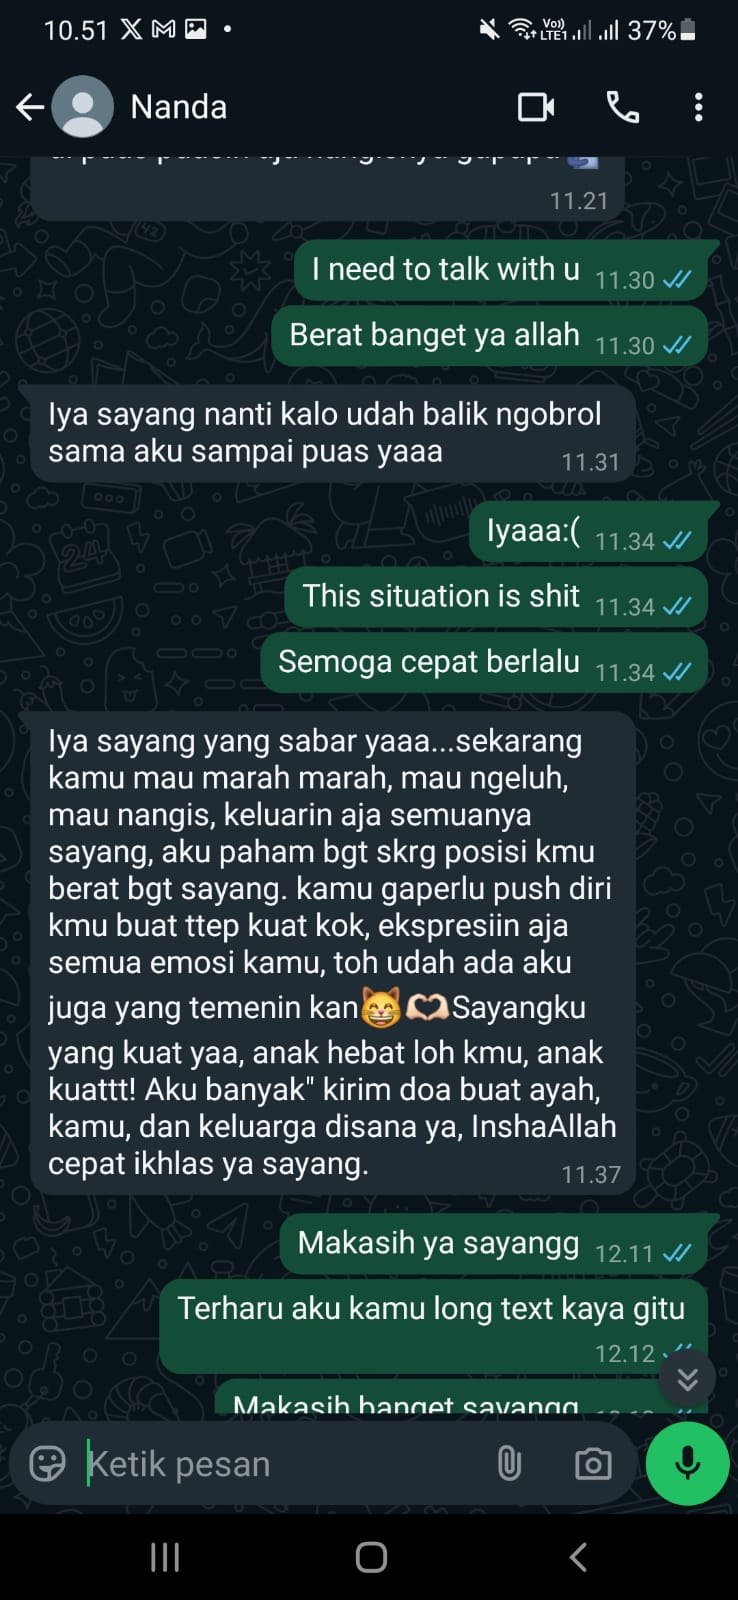 10.51
Vo))
LTE1
37%
Nanda
11.21
I need to talk with u 11.30
Berat banget ya allah 11.30
Iya sayang nanti kalo udah balik ngobrol
sama aku sampai puas yaaa 11.31
Iyaaa:( 11.34
This situation is shit 11.34
Semoga cepat berlalu 11.34
Iya sayang yang sabar yaaa...sekarang
kamu mau marah marah, mau ngeluh,
mau nangis, keluarin aja semuanya
sayang, aku paham bgt skrg posisi kmu
berat bgt sayang. kamu gaperlu push diri
kmu buat ttep kuat kok, ekspresiin aja
semua emosi kamu, toh udah ada aku
juga yang temenin kan😸🫶🏻Sayangku
yang kuat yaa, anak hebat loh kmu, anak
kuattt! Aku banyak" kirim doa buat ayah,
kamu, dan keluarga disana ya, InshaAllah
cepat ikhlas ya sayang. 11.37
Makasih ya sayangg 12.11
Terharu aku kamu long text kaya gitu
12.12
Makasih banget sayangg
Ketik pesan